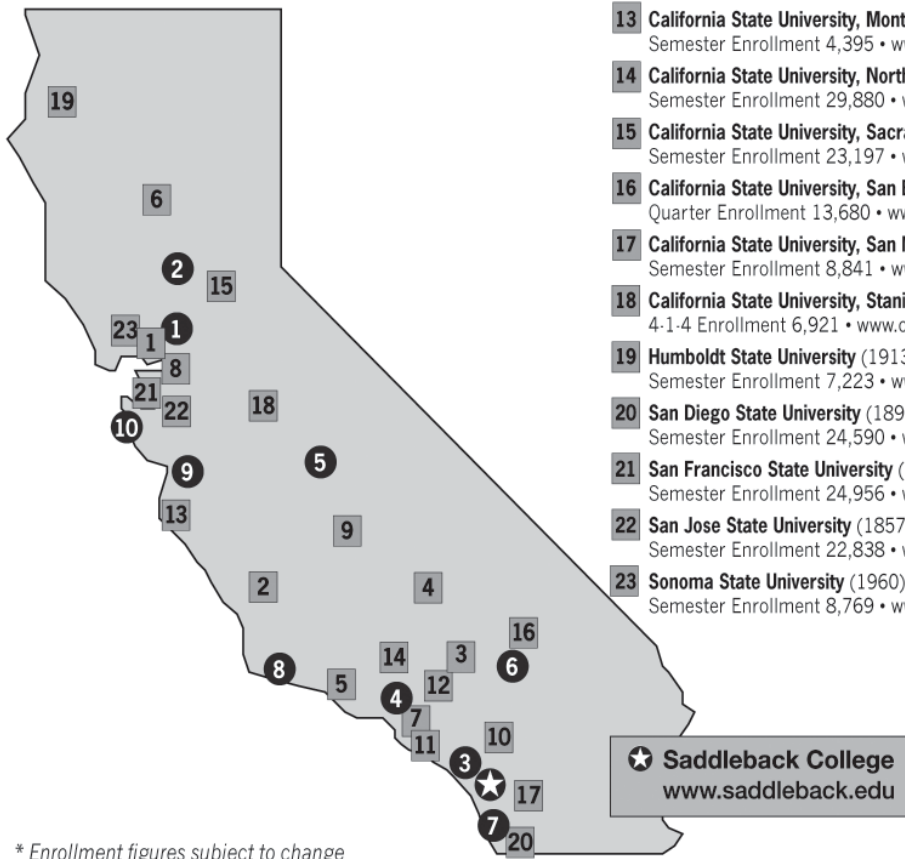 19
6
2
15
23
1
1
8
21
22
18
10
9
5
13
9
2
4
16
14
3
8
5
12
6
4
7
11
10
3
17
7
20
* Enrollment figures subject to change
13 California State University, Mont
Semester Enrollment 4,395 •
14 California State University, North
Semester Enrollment 29,880 •
15 California State University, Sacra
Semester Enrollment 23,197 •
16 California State University, San
Quarter Enrollment 13,680 •
17 California State University, San
Semester Enrollment 8,841 •
18 California State University, Stani
4-1-4 Enrollment 6,921 • www.
19 Humboldt State University (1913
Semester Enrollment 7,223 •
20 San Diego State University (189
Semester Enrollment 24,590 •
21 San Francisco State University (
Semester Enrollment 24,956 •
22 San Jose State University (1857
Semester Enrollment 22,838 •
23 Sonoma State University (1960)
Semester Enrollment 8,769 •
Saddleback College
www.saddleback.edu